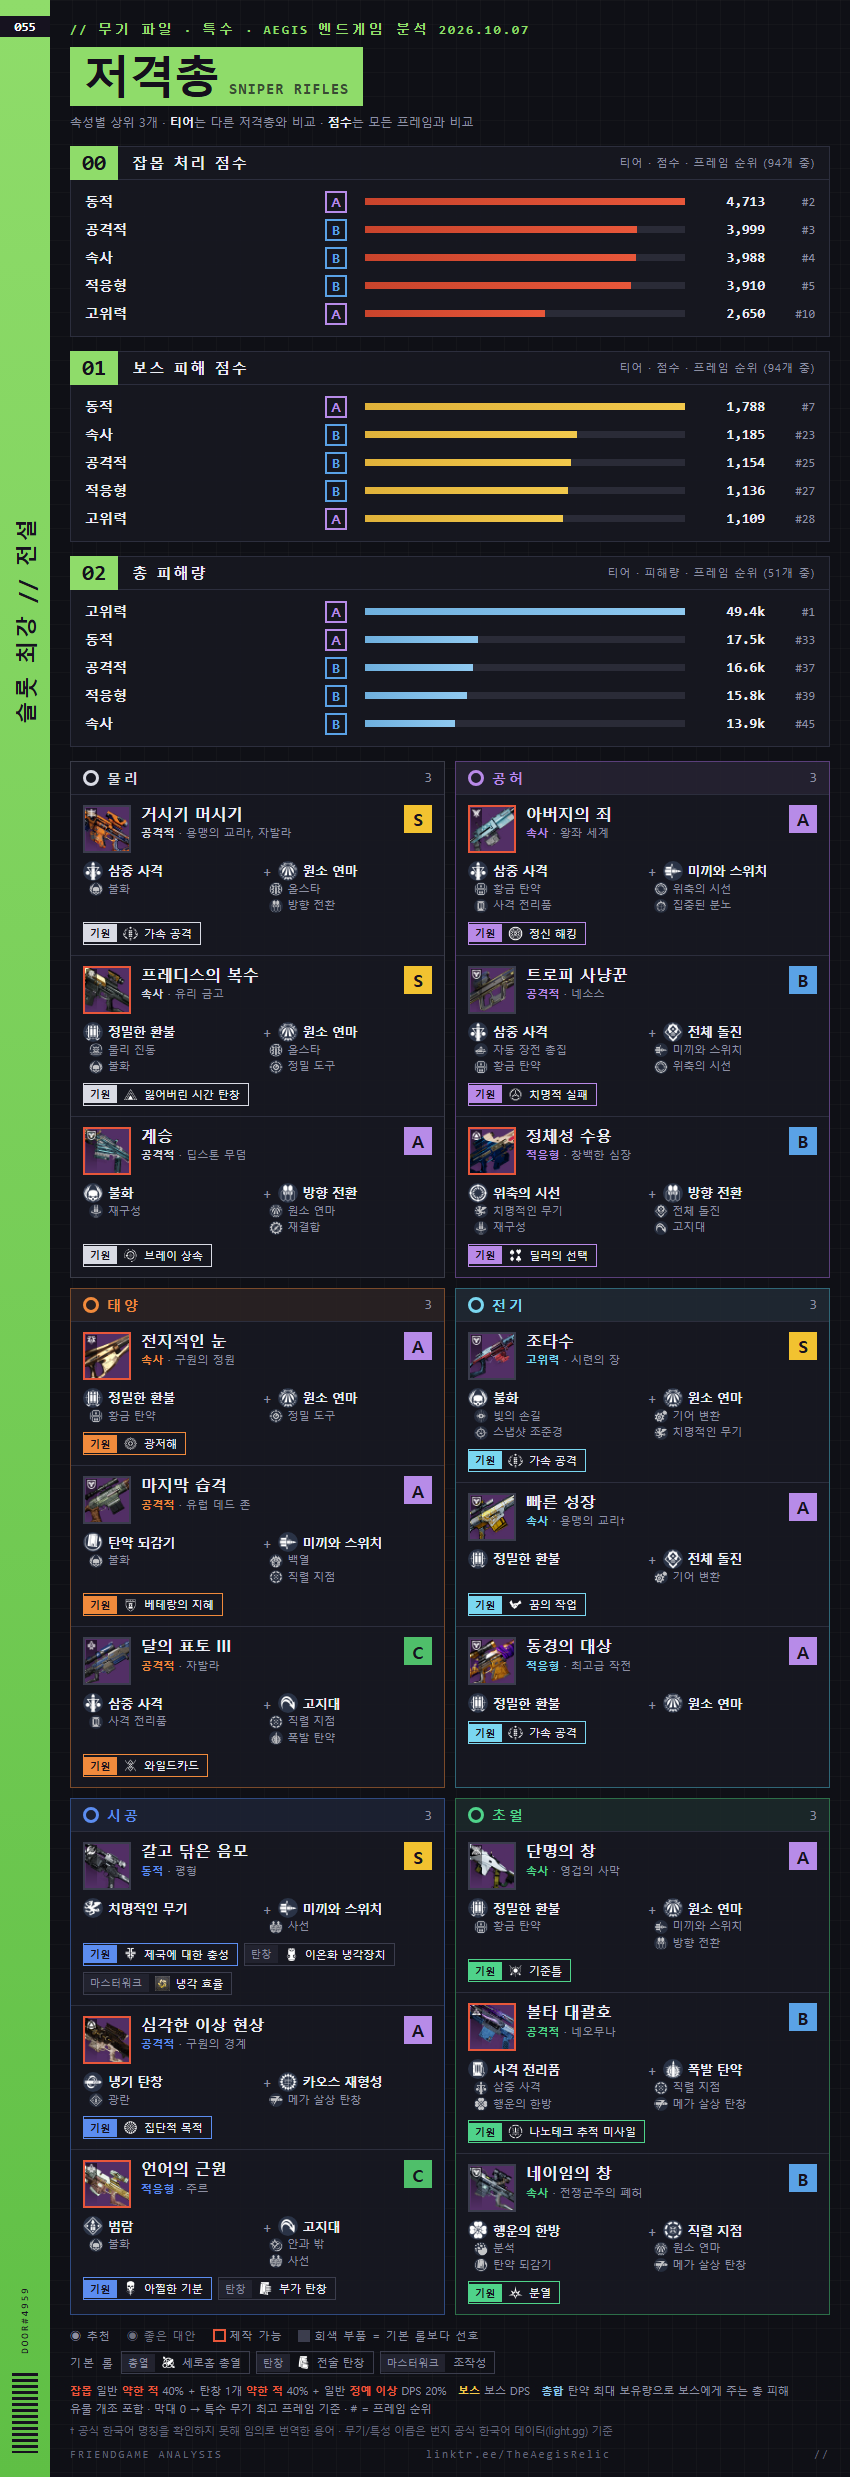 055
// 무기 파일 · 특수 · AEGIS 엔드게임 분석 2026.10.07
저격총 SNIPER RIFLES
속성별 상위 3개 · 티어는 다른 저격총와 비교 · 점수는 모든 프레임과 비교
00 잡몹 처리 점수 티어 · 점수 · 프레임 순위 (94개 중)
동적 A 4,713 #2
공격적 B 3,999 #3
속사 B 3,988 #4
적응형 B 3,910 #5
고위력 A 2,650 #10
01 보스 피해 점수 티어 · 점수 · 프레임 순위 (94개 중)
동적 A 1,788 #7
속사 B 1,185 #23
공격적 B 1,154 #25
적응형 B 1,136 #27
고위력 A 1,109 #28
02 총 피해량 티어 · 피해량 · 프레임 순위 (51개 중)
고위력 A 49.4k #1
동적 A 17.5k #33
공격적 B 16.6k #37
적응형 B 15.8k #39
속사 B 13.9k #45
슬롯 최강 // 전설
물리 3
거시기 머시기 S
공격적 · 용맹의 교리†, 자발라
삼중 사격 + 원소 연마
불화 올스타
방향 전환
기원 가속 공격
프레디스의 복수 S
속사 · 유리 금고
정밀한 환불 + 원소 연마
물리 진동 올스타
불화 정밀 도구
기원 잃어버린 시간 탄창
계승 A
공격적 · 딥스톤 무덤
불화 + 방향 전환
재구성 원소 연마
재결합
기원 브레이 상속
공허 3
아버지의 죄 A
속사 · 왕좌 세계
삼중 사격 + 미끼와 스위치
황금 탄약 위축의 시선
사격 전리품 집중된 분노
기원 정신 해킹
트로피 사냥꾼 B
공격적 · 네소스
삼중 사격 + 전체 돌진
자동 장전 총집 미끼와 스위치
황금 탄약 위축의 시선
기원 치명적 실패
정체성 수용 B
적응형 · 창백한 심장
위축의 시선 + 방향 전환
치명적인 무기 전체 돌진
재구성 고지대
기원 딜러의 선택
태양 3
전지적인 눈 A
속사 · 구원의 정원
정밀한 환불 + 원소 연마
황금 탄약 정밀 도구
기원 광저해
마지막 습격 A
공격적 · 유럽 데드 존
탄약 되감기 + 미끼와 스위치
불화 백열
직렬 지점
기원 베테랑의 지혜
달의 표토 III C
공격적 · 자발라
삼중 사격 + 고지대
사격 전리품 직렬 지점
폭발 탄약
기원 와일드카드
전기 3
조타수 S
고위력 · 시련의 장
불화 + 원소 연마
빛의 손길 기어 변환
스냅샷 조준경 치명적인 무기
기원 가속 공격
빠른 성장 A
속사 · 용맹의 교리†
정밀한 환불 + 전체 돌진
기어 변환
기원 꿈의 작업
동경의 대상 A
적응형 · 최고급 작전
정밀한 환불 + 원소 연마
기원 가속 공격
시공 3
갈고 닦은 음모 S
동적 · 평형
치명적인 무기 + 미끼와 스위치
사선
기원 제국에 대한 충성 탄창 이온화 냉각장치
마스터워크 냉각 효율
심각한 이상 현상 A
공격적 · 구원의 경계
냉기 탄창 + 카오스 재형성
광란 메가 살상 탄창
기원 집단적 목적
언어의 근원 C
적응형 · 주르
범람 + 고지대
불화 안과 밖
사선
기원 아찔한 기분 탄창 부가 탄창
초월 3
단명의 창 A
속사 · 영겁의 사막
정밀한 환불 + 원소 연마
황금 탄약 미끼와 스위치
방향 전환
기원 기준틀
볼타 대괄호 B
공격적 · 네오무나
사격 전리품 + 폭발 탄약
삼중 사격 직렬 지점
행운의 한방 메가 살상 탄창
기원 나노테크 추적 미사일
네이임의 창 B
속사 · 전쟁군주의 폐허
행운의 한방 + 직렬 지점
분석 원소 연마
탄약 되감기 메가 살상 탄창
기원 분열
DOOR#4959
추천 좋은 대안 제작 가능 회색 부품 = 기본 롤보다 선호
기본 롤 총열 세로홈 총열 탄창 전술 탄창 마스터워크 조작성
잡몹 일반 약한 적 40% + 탄창 1개 약한 적 40% + 일반 정예 이상 DPS 20% 보스 보스 DPS 총합 탄약 최대 보유량으로 보스에게 주는 총 피해
유물 개조 포함 · 막대 0 → 특수 무기 최고 프레임 기준 · # = 프레임 순위
† 공식 한국어 명칭을 확인하지 못해 임의로 번역한 용어 · 무기/특성 이름은 번지 공식 한국어 데이터(light.gg) 기준
FRIENDGAME ANALYSIS linktr.ee/TheAegisRelic //